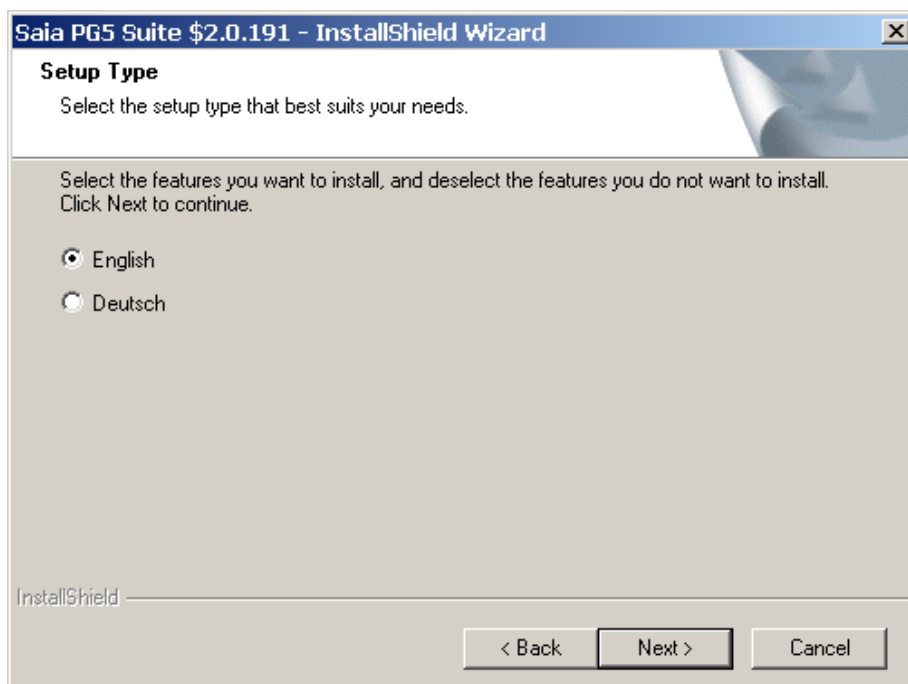 Saia PG5 Suite $2.0.191 - InstallShield Wizard
Setup Type
Select the setup type that best suits your needs.
Select the features you want to install, and deselect the features you do not want to install.
Click Next to continue.
English
Deutsch
InstallShield
< Back Next > Cancel